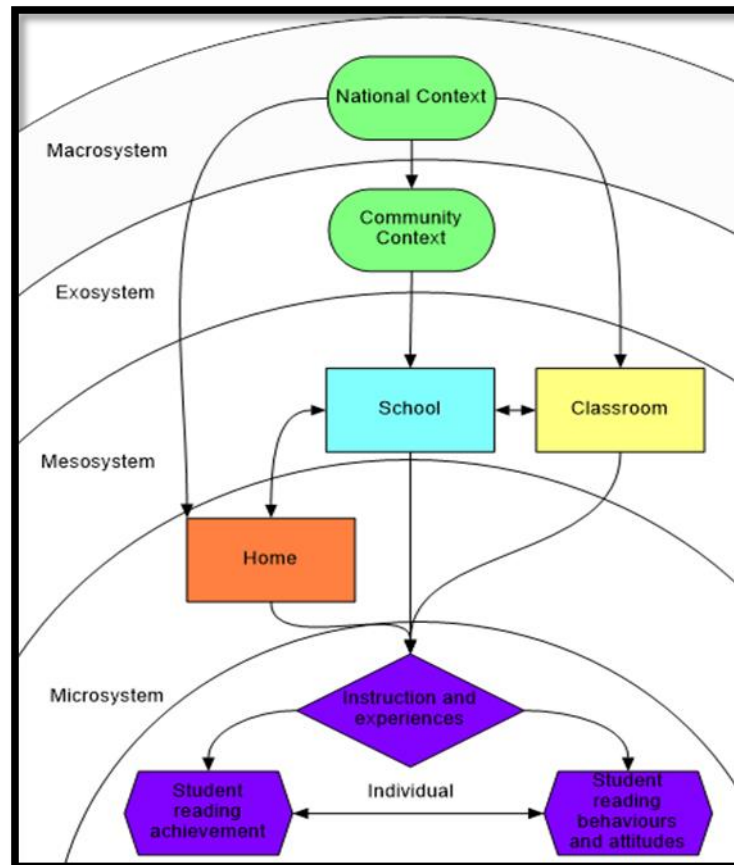 National Context
Macrosystem
Community
Context
Exosystem
School
Classroom
Mesosystem
Home
Microsystem
Instruction and
experiences
Individual
Student
reading
achievement
Student
reading
behaviours
and attitudes